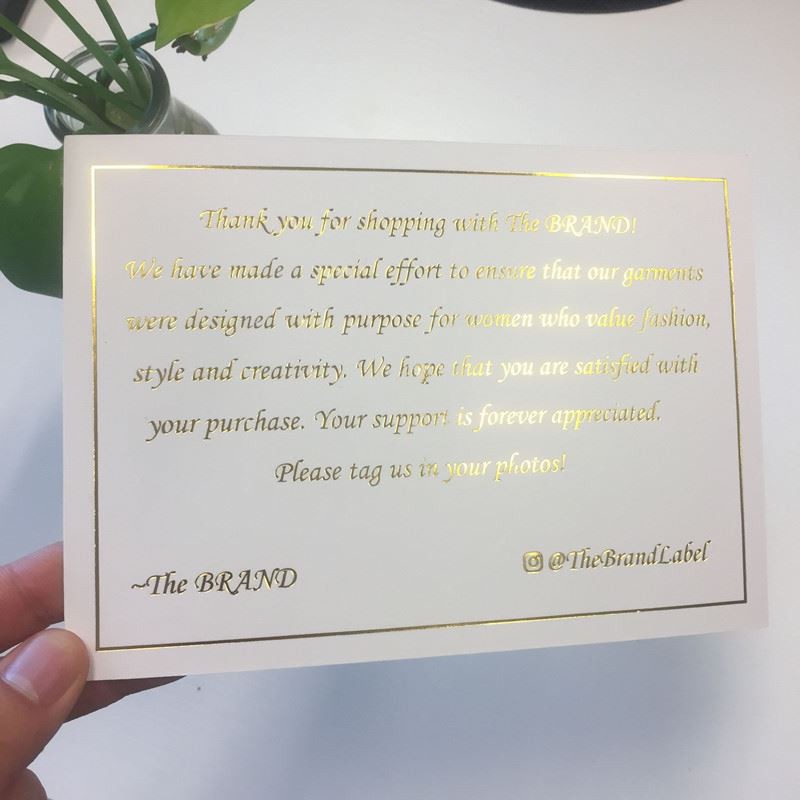 Thank you for shopping with The BRAND!
We have made a special effort to ensure that our garments
were designed with purpose for women who value fashion,
style and creativity. We hope that you are satisfied with
your purchase. Your support is forever appreciated.
Please tag us in your photos!
~The BRAND
@TheBrandLabel